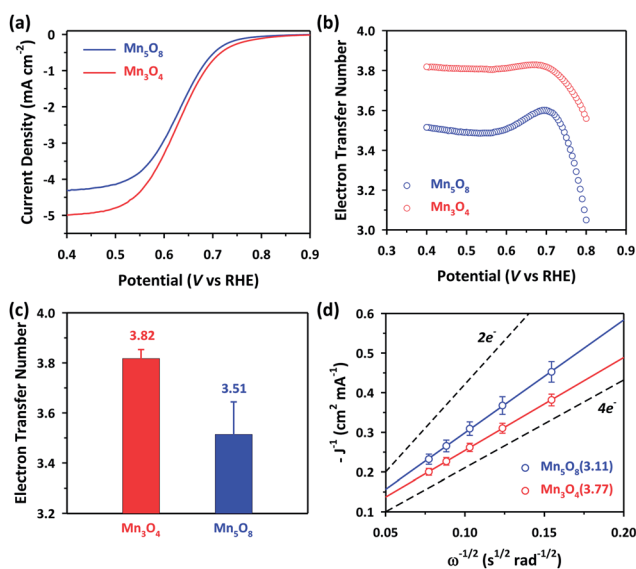 (a)
Mn5O8
Mn3O4
Current Density (mA cm-2)
0
-1
-2
-3
-4
-5
0.4 0.5 0.6 0.7 0.8 0.9
Potential (V vs RHE)
(b)
Electron Transfer Number
4.0
3.8
3.6
3.4
3.2
3.0
Mn5O8
Mn3O4
0.3 0.4 0.5 0.6 0.7 0.8 0.9
Potential (V vs RHE)
(c)
Electron Transfer Number
4.0
3.8
3.6
3.4
3.2
3.82
3.51
Mn3O4 Mn5O8
(d)
- J-1 (cm2 mA-1)
0.6
0.5
0.4
0.3
0.2
0.1
2e-
4e-
Mn5O8(3.11)
Mn3O4(3.77)
0.05 0.10 0.15 0.20
ω-1/2 (s1/2 rad-1/2)